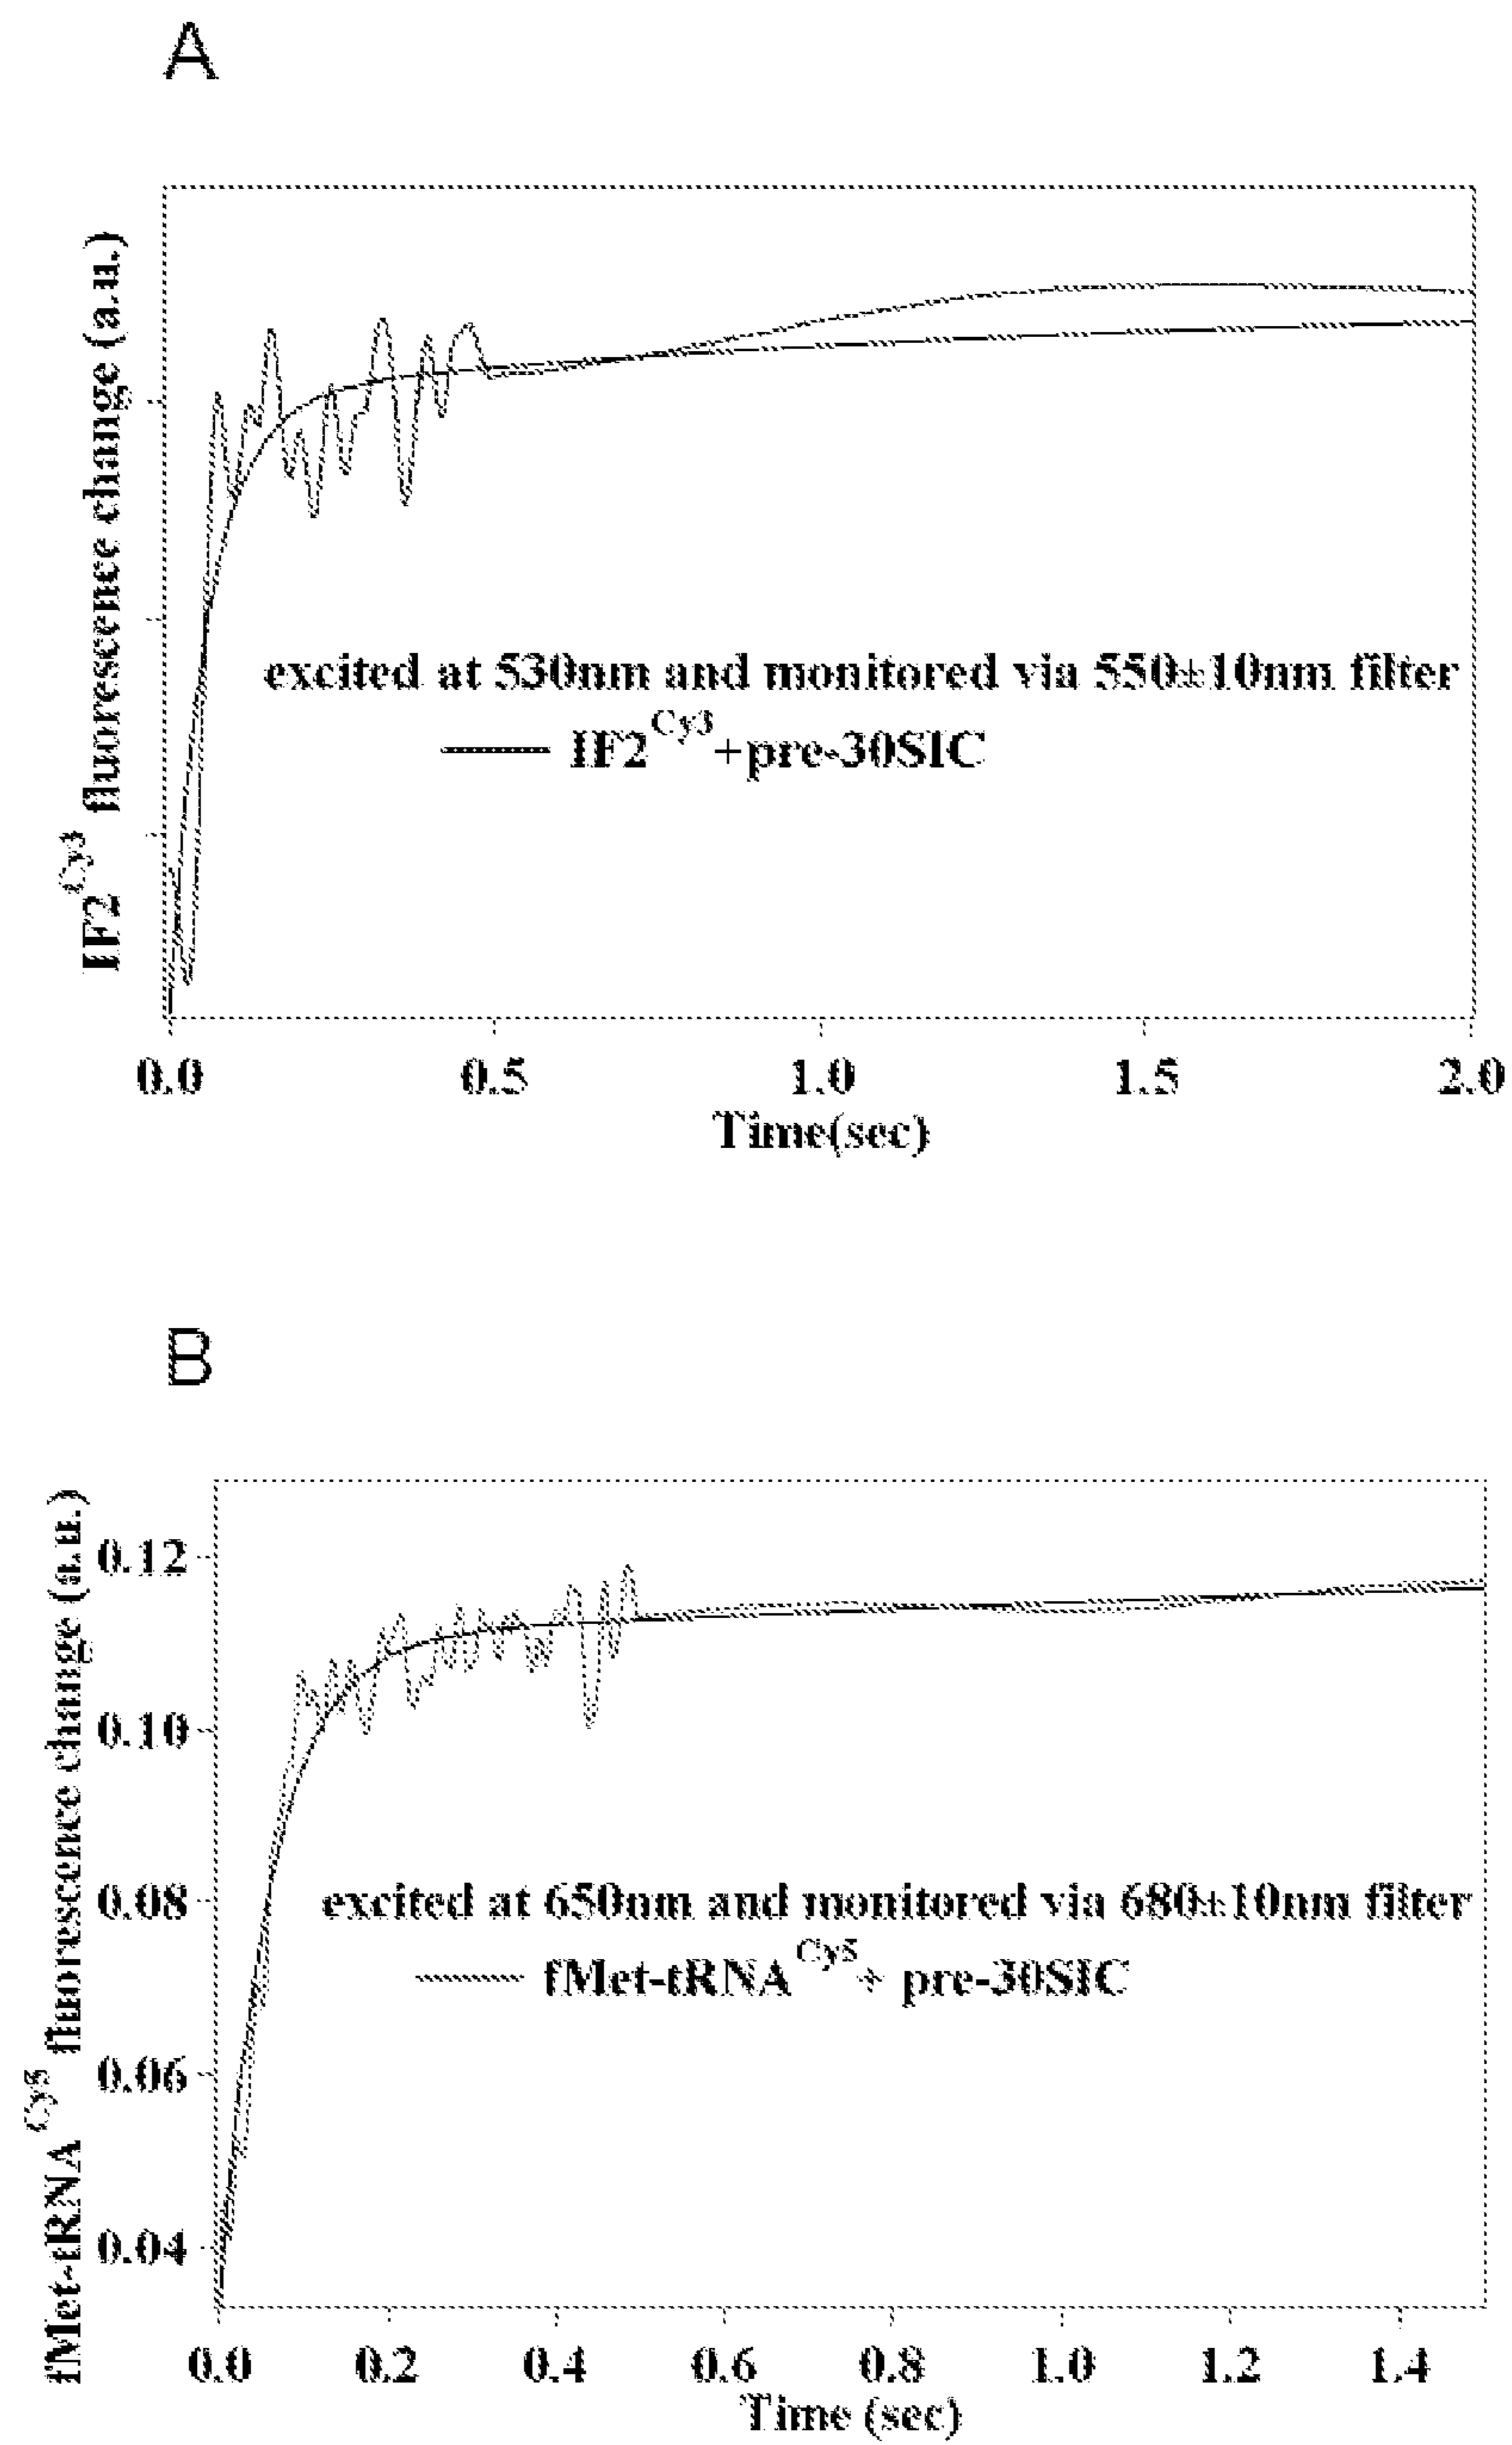 A
IF2Cy3 fluorescence change (a.u.)
excited at 530nm and monitored via 550±10nm filter
IF2Cy3+pre-30SIC
0.0 0.5 1.0 1.5 2.0
Time(sec)
B
fMet-tRNACy5 fluorescence change (a.u.)
0.12
0.10
0.08
0.06
0.04
excited at 650nm and monitored via 680±10nm filter
fMet-tRNACy5+ pre-30SIC
0.0 0.2 0.4 0.6 0.8 1.0 1.2 1.4
Time (sec)